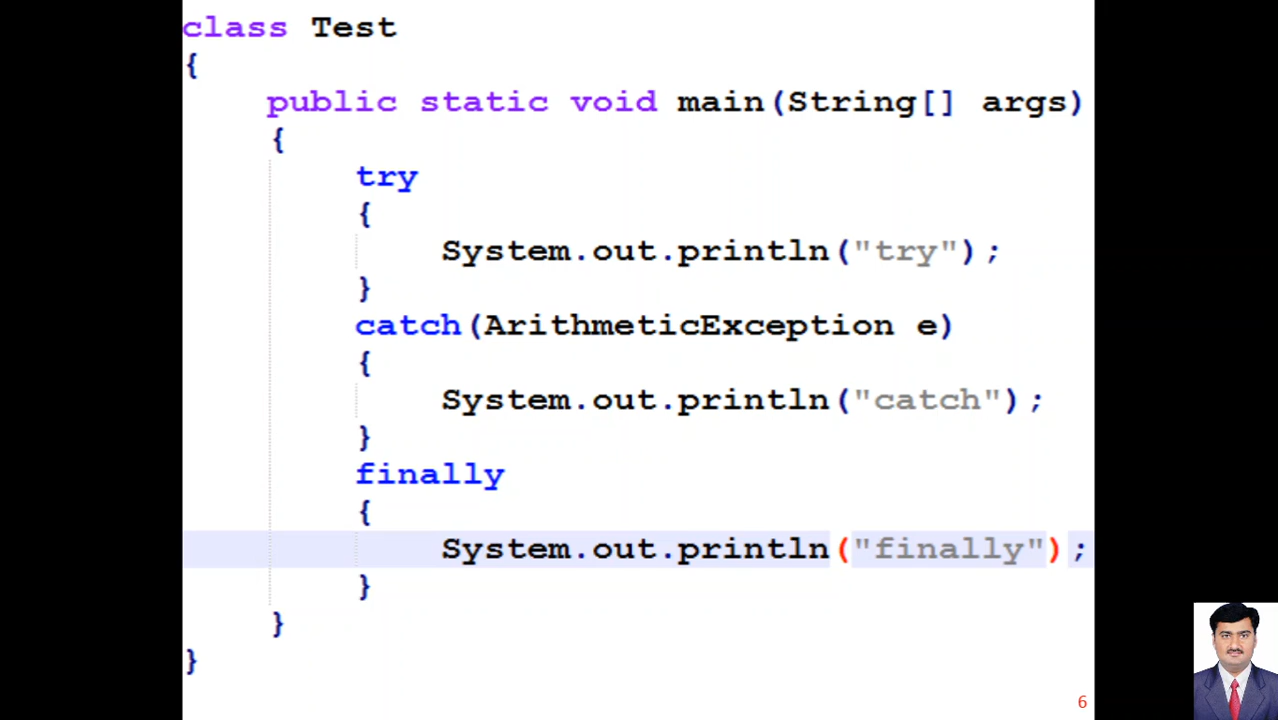 class Test
{
public static void main(String[] args)
{
try
{
System.out.println("try");
}
catch(ArithmeticException e)
{
System.out.println("catch");
}
finally
{
System.out.println("finally");
}
}
}
6